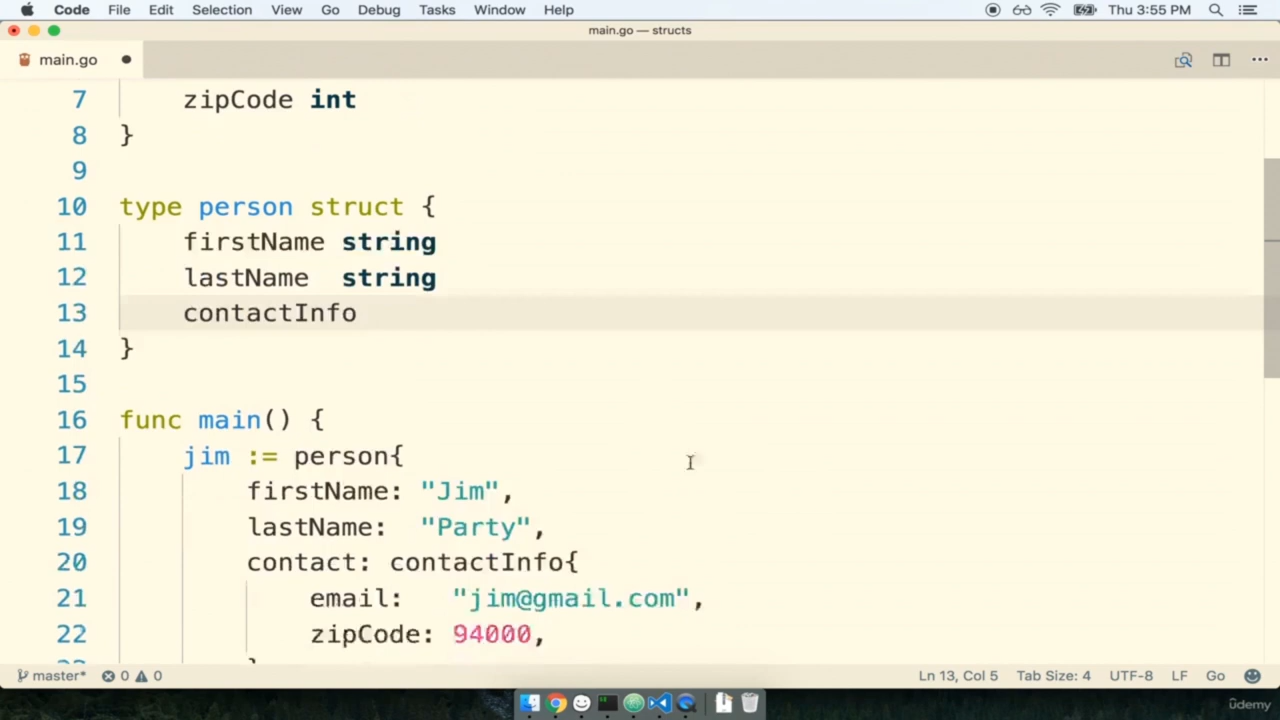 Code File Edit Selection View Go Debug Tasks Window Help Thu 3:55 PM
main.go — structs
main.go
7 zipCode int
8 }
9
10 type person struct {
11 firstName string
12 lastName string
13 contactInfo
14 }
15
16 func main() {
17 jim := person{
18 firstName: "Jim",
19 lastName: "Party",
20 contact: contactInfo{
21 email: "jim@gmail.com",
22 zipCode: 94000,
master* 0 0 Ln 13, Col 5 Tab Size: 4 UTF-8 LF Go
ûdemy